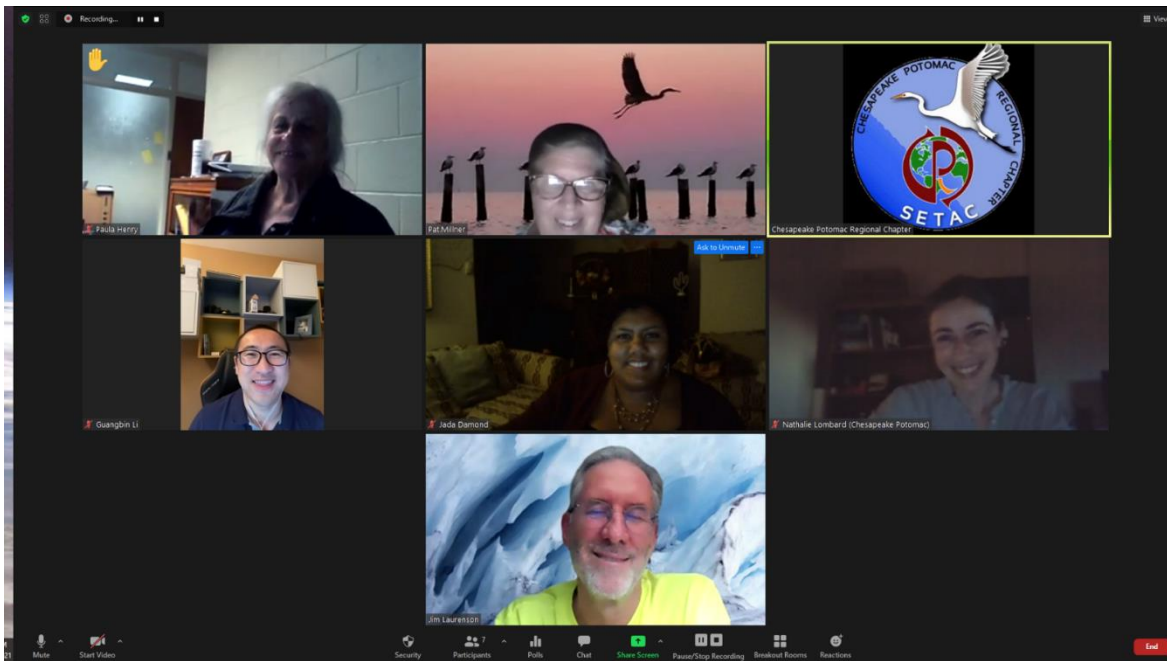 Recording...
View
Paula Henry
Pat Milner
CHESAPEAKE POTOMAC REGIONAL CHAPTER
SETAC
Chesapeake Potomac Regional Chapter
Guangbin Li
Ask to Unmute
Jada Damond
Nathalie Lombard (Chesapeake Potomac)
Jim Laurenson
21
Mute
Start Video
Security
Participants
7
Polls
Chat
Share Screen
Pause/Stop Recording
Breakout Rooms
Reactions
End